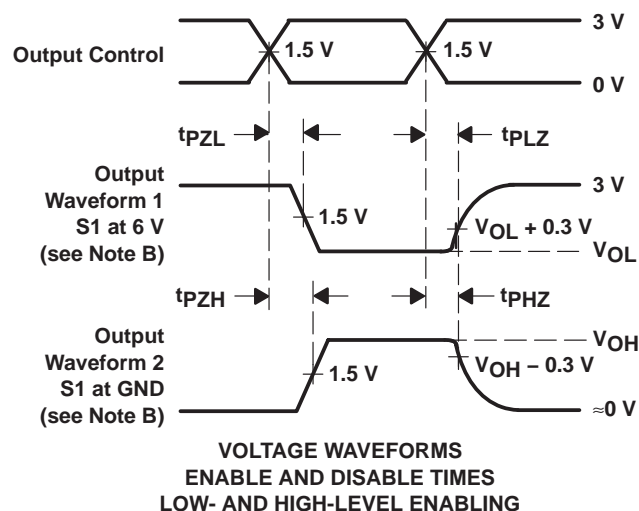 3 V
Output Control
1.5 V
1.5 V
0 V
tPZL
tPLZ
Output
Waveform 1
S1 at 6 V
(see Note B)
3 V
1.5 V
VOL + 0.3 V
VOL
tPZH
tPHZ
Output
Waveform 2
S1 at GND
(see Note B)
VOH
1.5 V
VOH − 0.3 V
≈0 V
VOLTAGE WAVEFORMS
ENABLE AND DISABLE TIMES
LOW- AND HIGH-LEVEL ENABLING